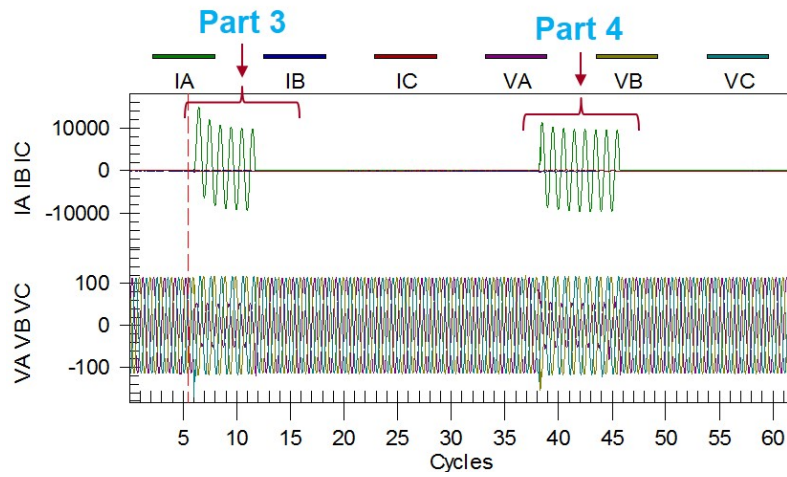 Part 3 Part 4
IA IB IC VA VB VC
IA IB IC
10000
0
-10000
VA VB VC
100
0
-100
5 10 15 20 25 30 35 40 45 50 55 60
Cycles